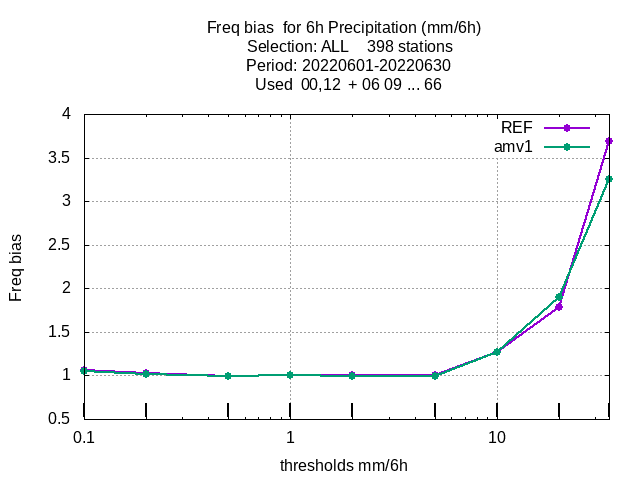 Freq bias  for 6h Precipitation (mm/6h)
Selection: ALL    398 stations
Period: 20220601-20220630
Used  00,12  + 06 09 ... 66
REF
amv1
4
3.5
3
2.5
2
1.5
1
0.5
Freq bias
0.1 1 10
thresholds mm/6h